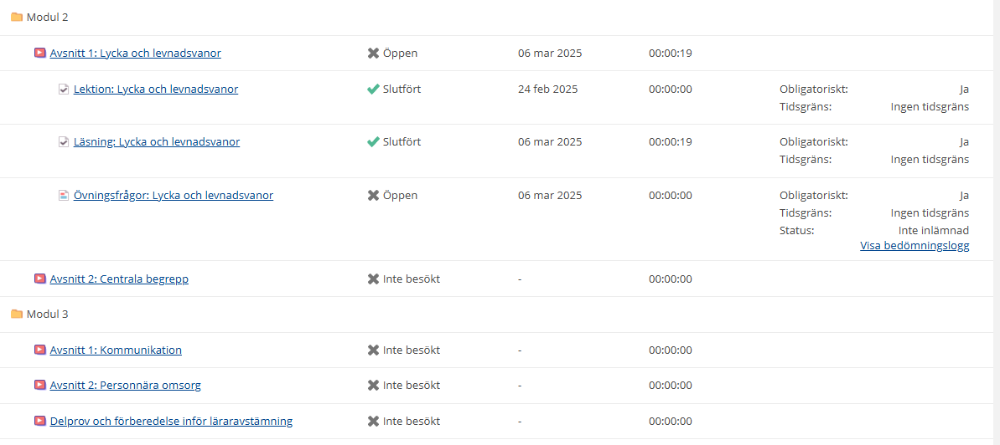 Modul 2
Avsnitt 1: Lycka och levnadsvanor Öppen 06 mar 2025 00:00:19
Lektion: Lycka och levnadsvanor Slutfört 24 feb 2025 00:00:00 Obligatoriskt: Ja
Tidsgräns: Ingen tidsgräns
Läsning: Lycka och levnadsvanor Slutfört 06 mar 2025 00:00:19 Obligatoriskt: Ja
Tidsgräns: Ingen tidsgräns
Övningsfrågor: Lycka och levnadsvanor Öppen 06 mar 2025 00:00:00 Obligatoriskt: Ja
Tidsgräns: Ingen tidsgräns
Status: Inte inlämnad
Visa bedömningslogg
Avsnitt 2: Centrala begrepp Inte besökt - 00:00:00
Modul 3
Avsnitt 1: Kommunikation Inte besökt - 00:00:00
Avsnitt 2: Personnära omsorg Inte besökt - 00:00:00
Delprov och förberedelse inför läraravstämning Inte besökt - 00:00:00